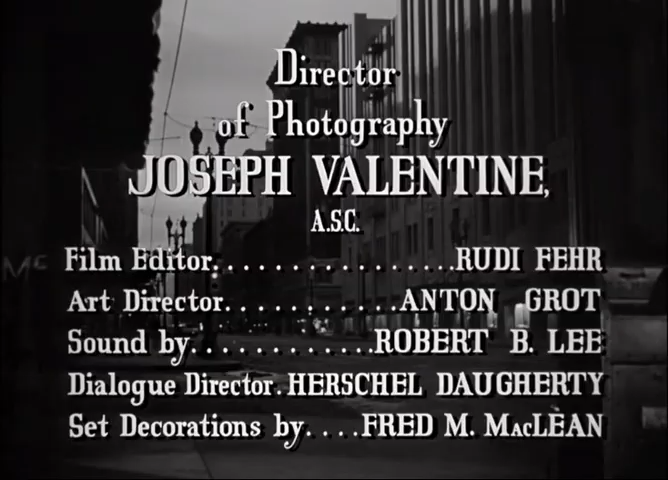 Director
of Photography
JOSEPH VALENTINE,
A.S.C.
Film Editor................RUDI FEHR
Art Director............ANTON GROT
Sound by............ROBERT B. LEE
Dialogue Director.HERSCHEL DAUGHERTY
Set Decorations by....FRED M. MACLEAN